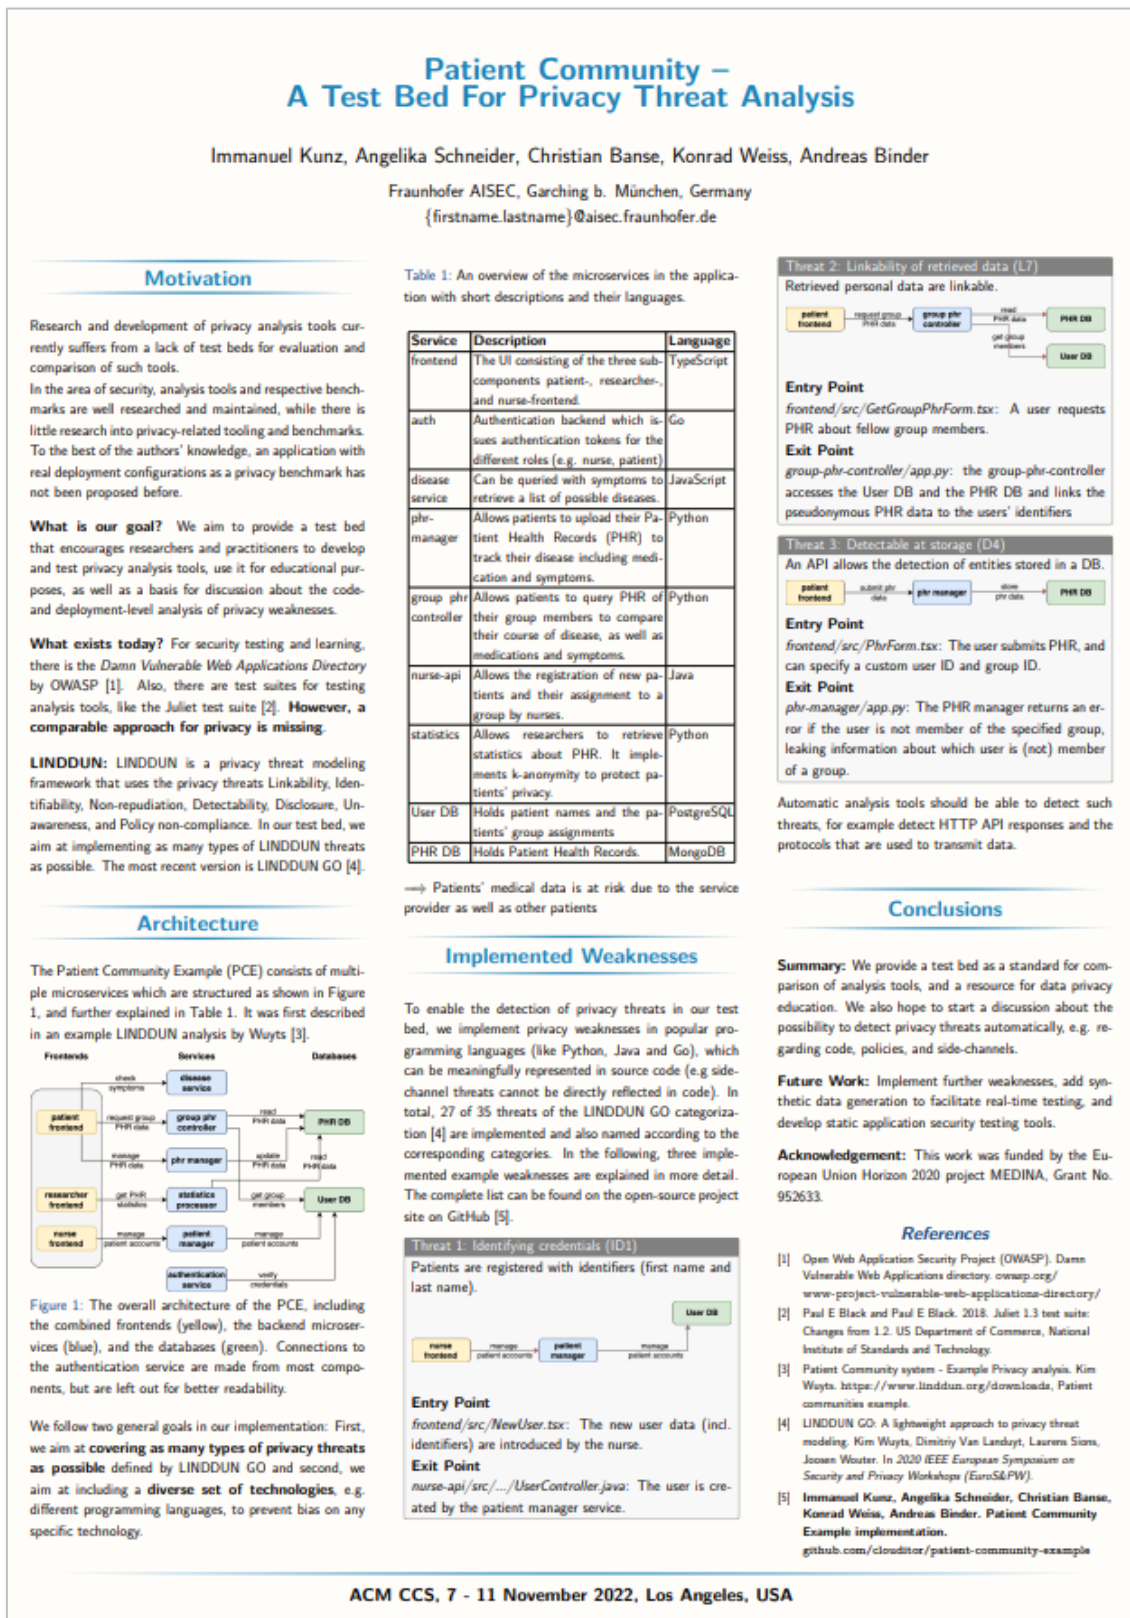 Patient Community –
A Test Bed For Privacy Threat Analysis
Immanuel Kunz, Angelika Schneider, Christian Banse, Konrad Weiss, Andreas Binder
Fraunhofer AISEC, Garching b. München, Germany
{firstname.lastname}@aisec.fraunhofer.de
Motivation
Research and development of privacy analysis tools cur-
rently suffers from a lack of test beds for evaluation and
comparison of such tools.
In the area of security, analysis tools and respective bench-
marks are well researched and maintained, while there is
little research into privacy-related tooling and benchmarks.
To the best of the authors' knowledge, an application with
real deployment configurations as a privacy benchmark has
not been proposed before.
What is our goal? We aim to provide a test bed
that encourages researchers and practitioners to develop
and test privacy analysis tools, use it for educational pur-
poses, as well as a basis for discussion about the code-
and deployment-level analysis of privacy weaknesses.
What exists today? For security testing and learning,
there is the Damn Vulnerable Web Applications Directory
by OWASP [1]. Also, there are test suites for testing
analysis tools, like the Juliet test suite [2]. However, a
comparable approach for privacy is missing.
LINDDUN: LINDDUN is a privacy threat modeling
framework that uses the privacy threats Linkability, Iden-
tifiability, Non-repudiation, Detectability, Disclosure, Un-
awareness, and Policy non-compliance. In our test bed, we
aim at implementing as many types of LINDDUN threats
as possible. The most recent version is LINDDUN GO [4].
Architecture
The Patient Community Example (PCE) consists of multi-
ple microservices which are structured as shown in Figure
1, and further explained in Table 1. It was first described
in an example LINDDUN analysis by Wuyts [3].
Frontends Services Databases
check
symptoms
disease
service
patient
frontend
request group
PHR data
group phr
controller
read
PHR data
PHR DB
manage
PHR data
phr manager
update
PHR data
read
PHR data
researcher
frontend
get PHR
statistics
statistics
processor
get group
members
User DB
nurse
frontend
manage
patient accounts
patient
manager
manage
patient accounts
authentication
service
verify
credentials
Figure 1: The overall architecture of the PCE, including
the combined frontends (yellow), the backend microser-
vices (blue), and the databases (green). Connections to
the authentication service are made from most compo-
nents, but are left out for better readability.
We follow two general goals in our implementation: First,
we aim at covering as many types of privacy threats
as possible defined by LINDDUN GO and second, we
aim at including a diverse set of technologies, e.g.
different programming languages, to prevent bias on any
specific technology.
Table 1: An overview of the microservices in the applica-
tion with short descriptions and their languages.
Service Description Language
frontend The UI consisting of the three sub- TypeScript
components patient-, researcher-,
and nurse-frontend.
auth Authentication backend which is- Go
sues authentication tokens for the
different roles (e.g. nurse, patient)
disease Can be queried with symptoms to JavaScript
service retrieve a list of possible diseases.
phr- Allows patients to upload their Pa- Python
manager tient Health Records (PHR) to
track their disease including medi-
cation and symptoms.
group phr Allows patients to query PHR of Python
controller their group members to compare
their course of disease, as well as
medications and symptoms.
nurse-api Allows the registration of new pa- Java
tients and their assignment to a
group by nurses.
statistics Allows researchers to retrieve Python
statistics about PHR. It imple-
ments k-anonymity to protect pa-
tients' privacy.
User DB Holds patient names and the pa- PostgreSQL
tients' group assignments
PHR DB Holds Patient Health Records. MongoDB
⟹ Patients' medical data is at risk due to the service
provider as well as other patients
Implemented Weaknesses
To enable the detection of privacy threats in our test
bed, we implement privacy weaknesses in popular pro-
gramming languages (like Python, Java and Go), which
can be meaningfully represented in source code (e.g side-
channel threats cannot be directly reflected in code). In
total, 27 of 35 threats of the LINDDUN GO categoriza-
tion [4] are implemented and also named according to the
corresponding categories. In the following, three imple-
mented example weaknesses are explained in more detail.
The complete list can be found on the open-source project
site on GitHub [5].
Threat 1: Identifying credentials (ID1)
Patients are registered with identifiers (first name and
last name).
User DB
nurse
frontend
manage
patient accounts
patient
manager
manage
patient accounts
Entry Point
frontend/src/NewUser.tsx: The new user data (incl.
identifiers) are introduced by the nurse.
Exit Point
nurse-api/src/.../UserController.java: The user is cre-
ated by the patient manager service.
Threat 2: Linkability of retrieved data (L7)
Retrieved personal data are linkable.
patient
frontend
request group
PHR data
group phr
controller
read
PHR data
PHR DB
get group
members
User DB
Entry Point
frontend/src/GetGroupPhrForm.tsx: A user requests
PHR about fellow group members.
Exit Point
group-phr-controller/app.py: the group-phr-controller
accesses the User DB and the PHR DB and links the
pseudonymous PHR data to the users' identifiers
Threat 3: Detectable at storage (D4)
An API allows the detection of entities stored in a DB.
patient
frontend
submit phr
data
phr manager
store
phr data
PHR DB
Entry Point
frontend/src/PhrForm.tsx: The user submits PHR, and
can specify a custom user ID and group ID.
Exit Point
phr-manager/app.py: The PHR manager returns an er-
ror if the user is not member of the specified group,
leaking information about which user is (not) member
of a group.
Automatic analysis tools should be able to detect such
threats, for example detect HTTP API responses and the
protocols that are used to transmit data.
Conclusions
Summary: We provide a test bed as a standard for com-
parison of analysis tools, and a resource for data privacy
education. We also hope to start a discussion about the
possibility to detect privacy threats automatically, e.g. re-
garding code, policies, and side-channels.
Future Work: Implement further weaknesses, add syn-
thetic data generation to facilitate real-time testing, and
develop static application security testing tools.
Acknowledgement: This work was funded by the Eu-
ropean Union Horizon 2020 project MEDINA, Grant No.
952633.
References
[1] Open Web Application Security Project (OWASP). Damn
Vulnerable Web Applications directory. owasp.org/
www-project-vulnerable-web-applications-directory/
[2] Paul E Black and Paul E Black. 2018. Juliet 1.3 test suite:
Changes from 1.2. US Department of Commerce, National
Institute of Standards and Technology.
[3] Patient Community system - Example Privacy analysis. Kim
Wuyts. https://www.linddun.org/downloads, Patient
communities example.
[4] LINDDUN GO: A lightweight approach to privacy threat
modeling. Kim Wuyts, Dimitriy Van Landuyt, Laurens Sions,
Joosen Wouter. In 2020 IEEE European Symposium on
Security and Privacy Workshops (EuroS&PW).
[5] Immanuel Kunz, Angelika Schneider, Christian Banse,
Konrad Weiss, Andreas Binder. Patient Community
Example implementation.
github.com/clouditor/patient-community-example
ACM CCS, 7 - 11 November 2022, Los Angeles, USA